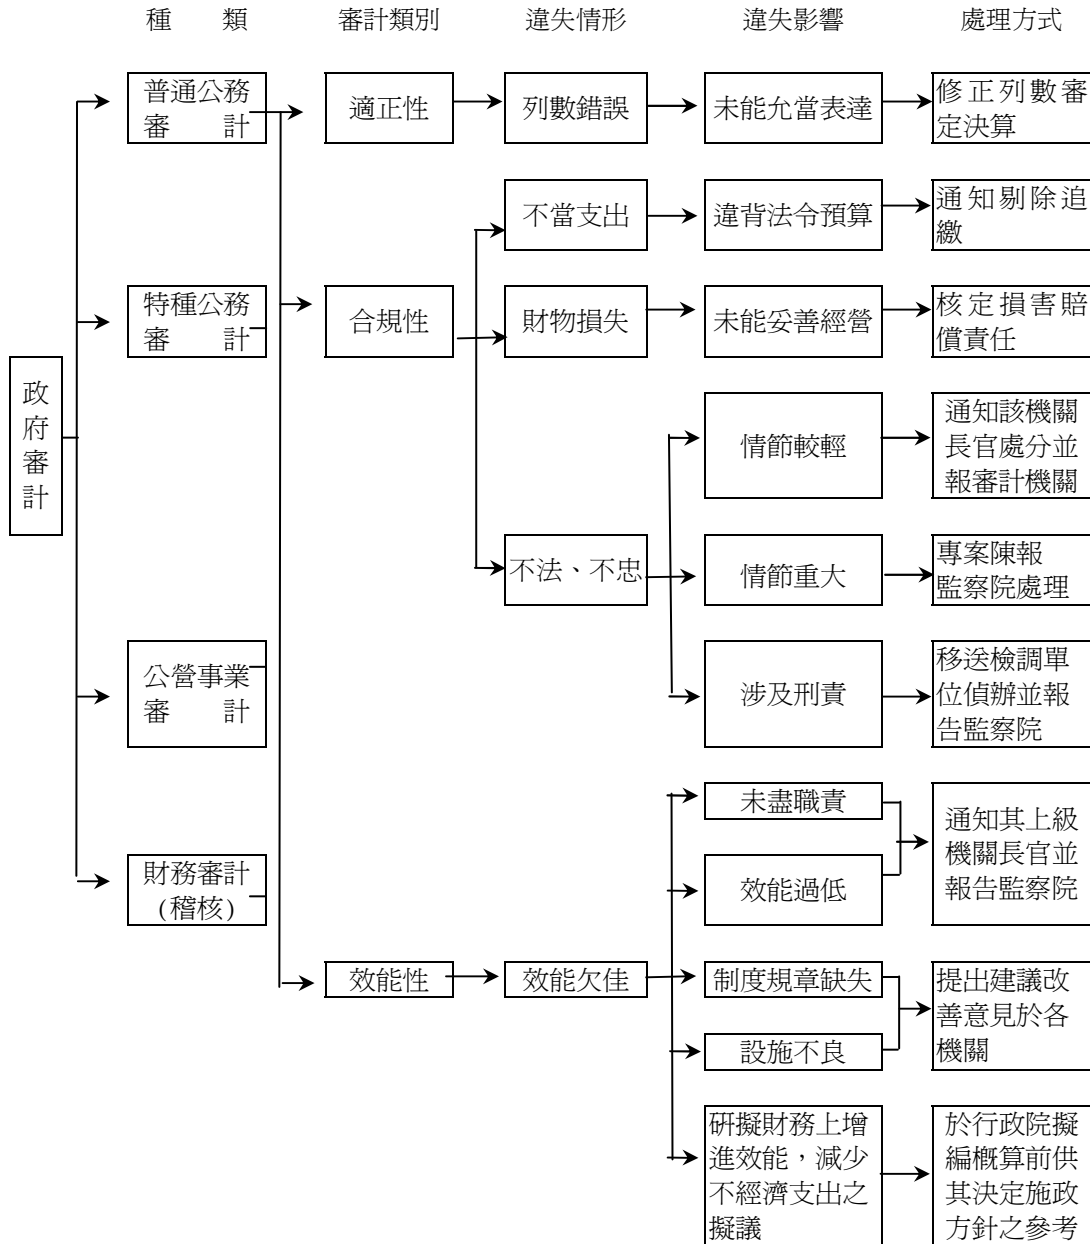 種類 審計類別 違失情形 違失影響 處理方式
普通公務
審計
適正性
列數錯誤
未能允當表達
修正列數審
定決算
不當支出
違背法令預算
通知剔除追
繳
特種公務
審計
合規性
財物損失
未能妥善經營
核定損害賠
償責任
政
府
審
計
情節較輕
通知該機關
長官處分並
報審計機關
不法、不忠
情節重大
專案陳報
監察院處理
公營事業
審計
涉及刑責
移送檢調單
位偵辦並報
告監察院
未盡職責
通知其上級
機關長官並
報告監察院
財務審計
(稽核)
效能過低
效能性
效能欠佳
制度規章缺失
提出建議改
善意見於各
機關
設施不良
研擬財務上增
進效能，減少
不經濟支出之
擬議
於行政院擬
編概算前供
其決定施政
方針之參考